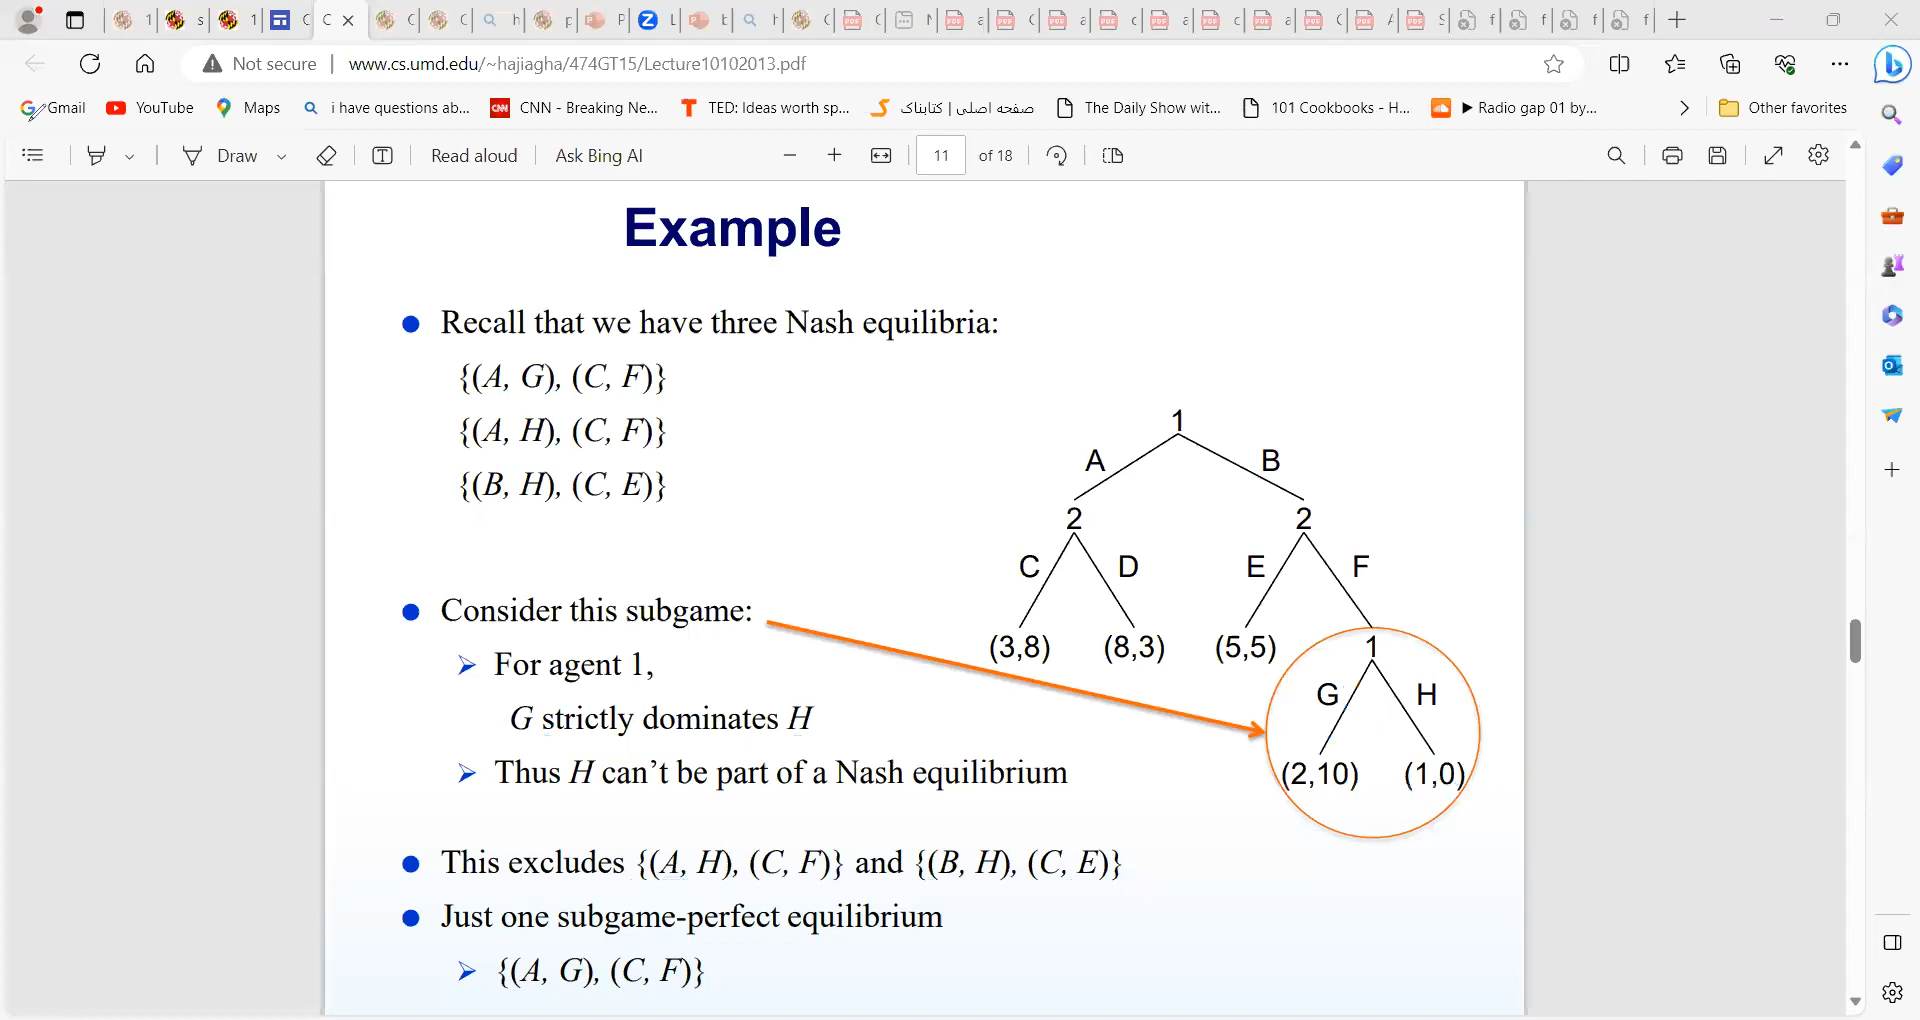 Not secure | www.cs.umd.edu/~hajiagha/474GT15/Lecture10102013.pdf
Gmail YouTube Maps i have questions ab... CNN - Breaking Ne... TED: Ideas worth sp... صفحه اصلی | کتابناک The Daily Show wit... 101 Cookbooks - H... ▶ Radio gap 01 by... Other favorites
Draw Read aloud Ask Bing AI 11 of 18
Example
Recall that we have three Nash equilibria:
{(A, G), (C, F)}
{(A, H), (C, F)}
{(B, H), (C, E)}
1
A B
2 2
C D E F
Consider this subgame:
(3,8) (8,3) (5,5) 1
For agent 1,
G H
G strictly dominates H
Thus H can’t be part of a Nash equilibrium
(2,10) (1,0)
This excludes {(A, H), (C, F)} and {(B, H), (C, E)}
Just one subgame-perfect equilibrium
{(A, G), (C, F)}